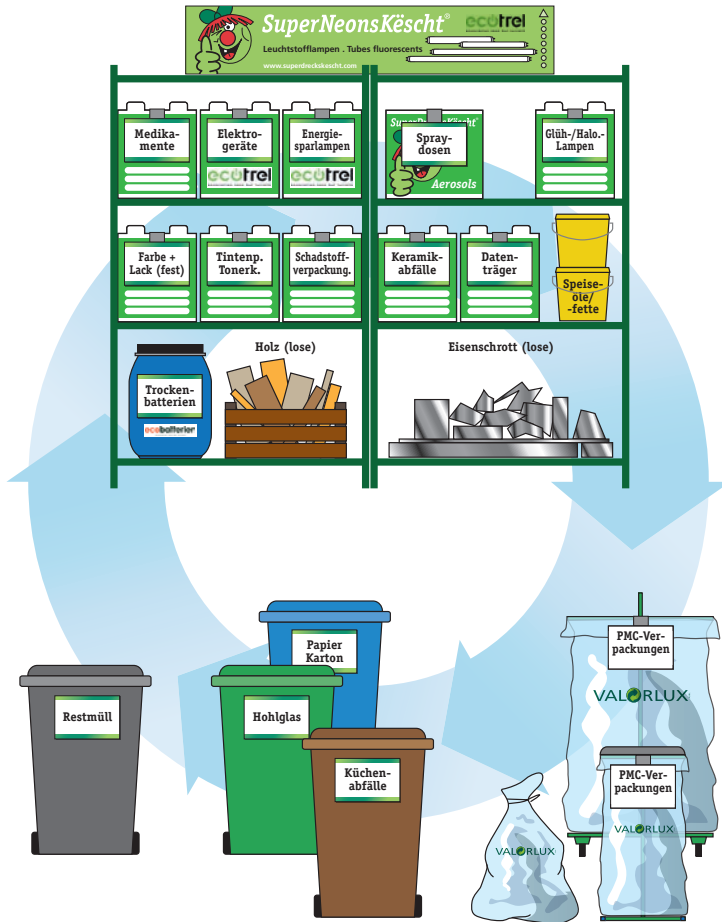 SuperNeonsKëscht®
ecotrel
Leuchtstofflampen . Tubes fluorescents
www.superdreckskescht.com
Medika-
mente
Elektro-
geräte
ecotrel
Energie-
sparlampen
ecotrel
Spray-
dosen
Aerosols
Glüh-/Halo.-
Lampen
Farbe +
Lack (fest)
Tintenp.
Tonerk.
Schadstoff-
verpackung.
Keramik-
abfälle
Daten-
träger
Speise-
öle/
-fette
Holz (lose)
Eisenschrott (lose)
Trocken-
batterien
ecobatterien
Papier
Karton
PMC-Ver-
packungen
VALORLUX
Restmüll
Hohlglas
Küchen-
abfälle
PMC-Ver-
packungen
VALORLUX
VALORLUX